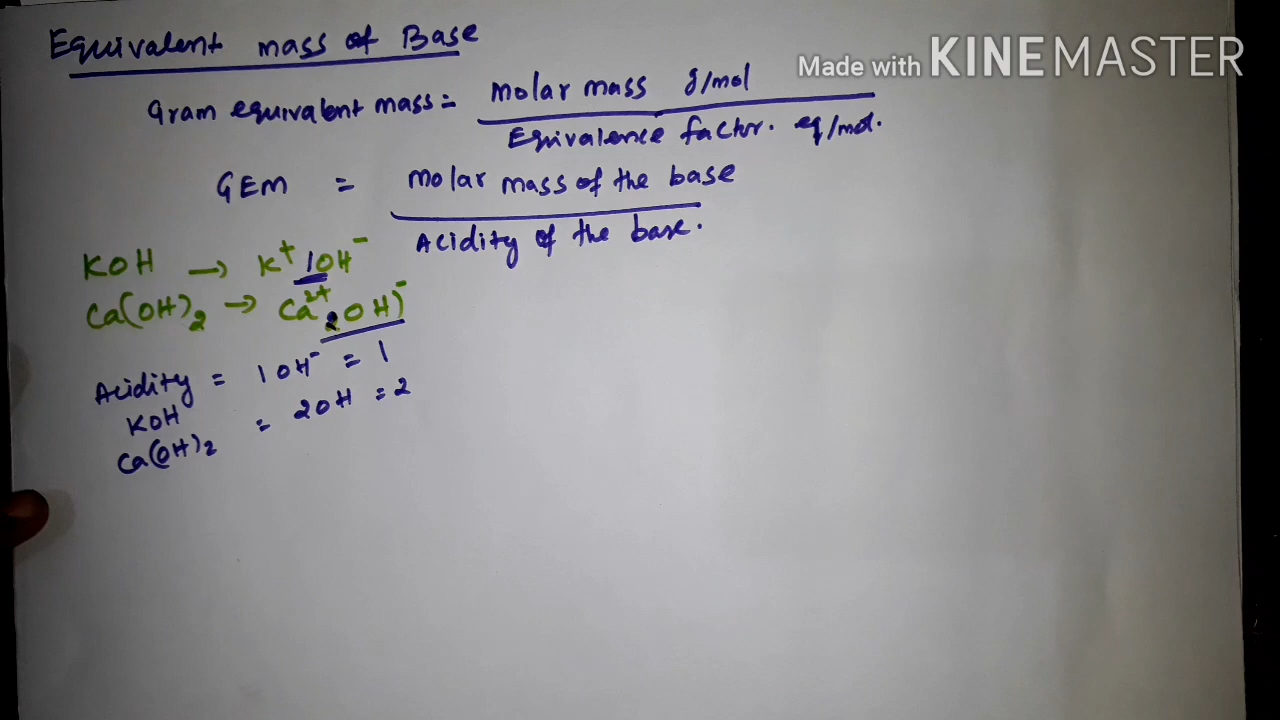 Equivalent mass of Base
Made with KINEMASTER
Gram equivalent mass = molar mass g/mol
Equivalence factor. eq/mol.
GEM = molar mass of the base
Acidity of the base.
KOH → K⁺ 1OH⁻
Ca(OH)₂ → Ca²⁺ 2OH)⁻
Acidity = 1OH⁻ = 1
KOH
Ca(OH)₂ = 2OH = 2